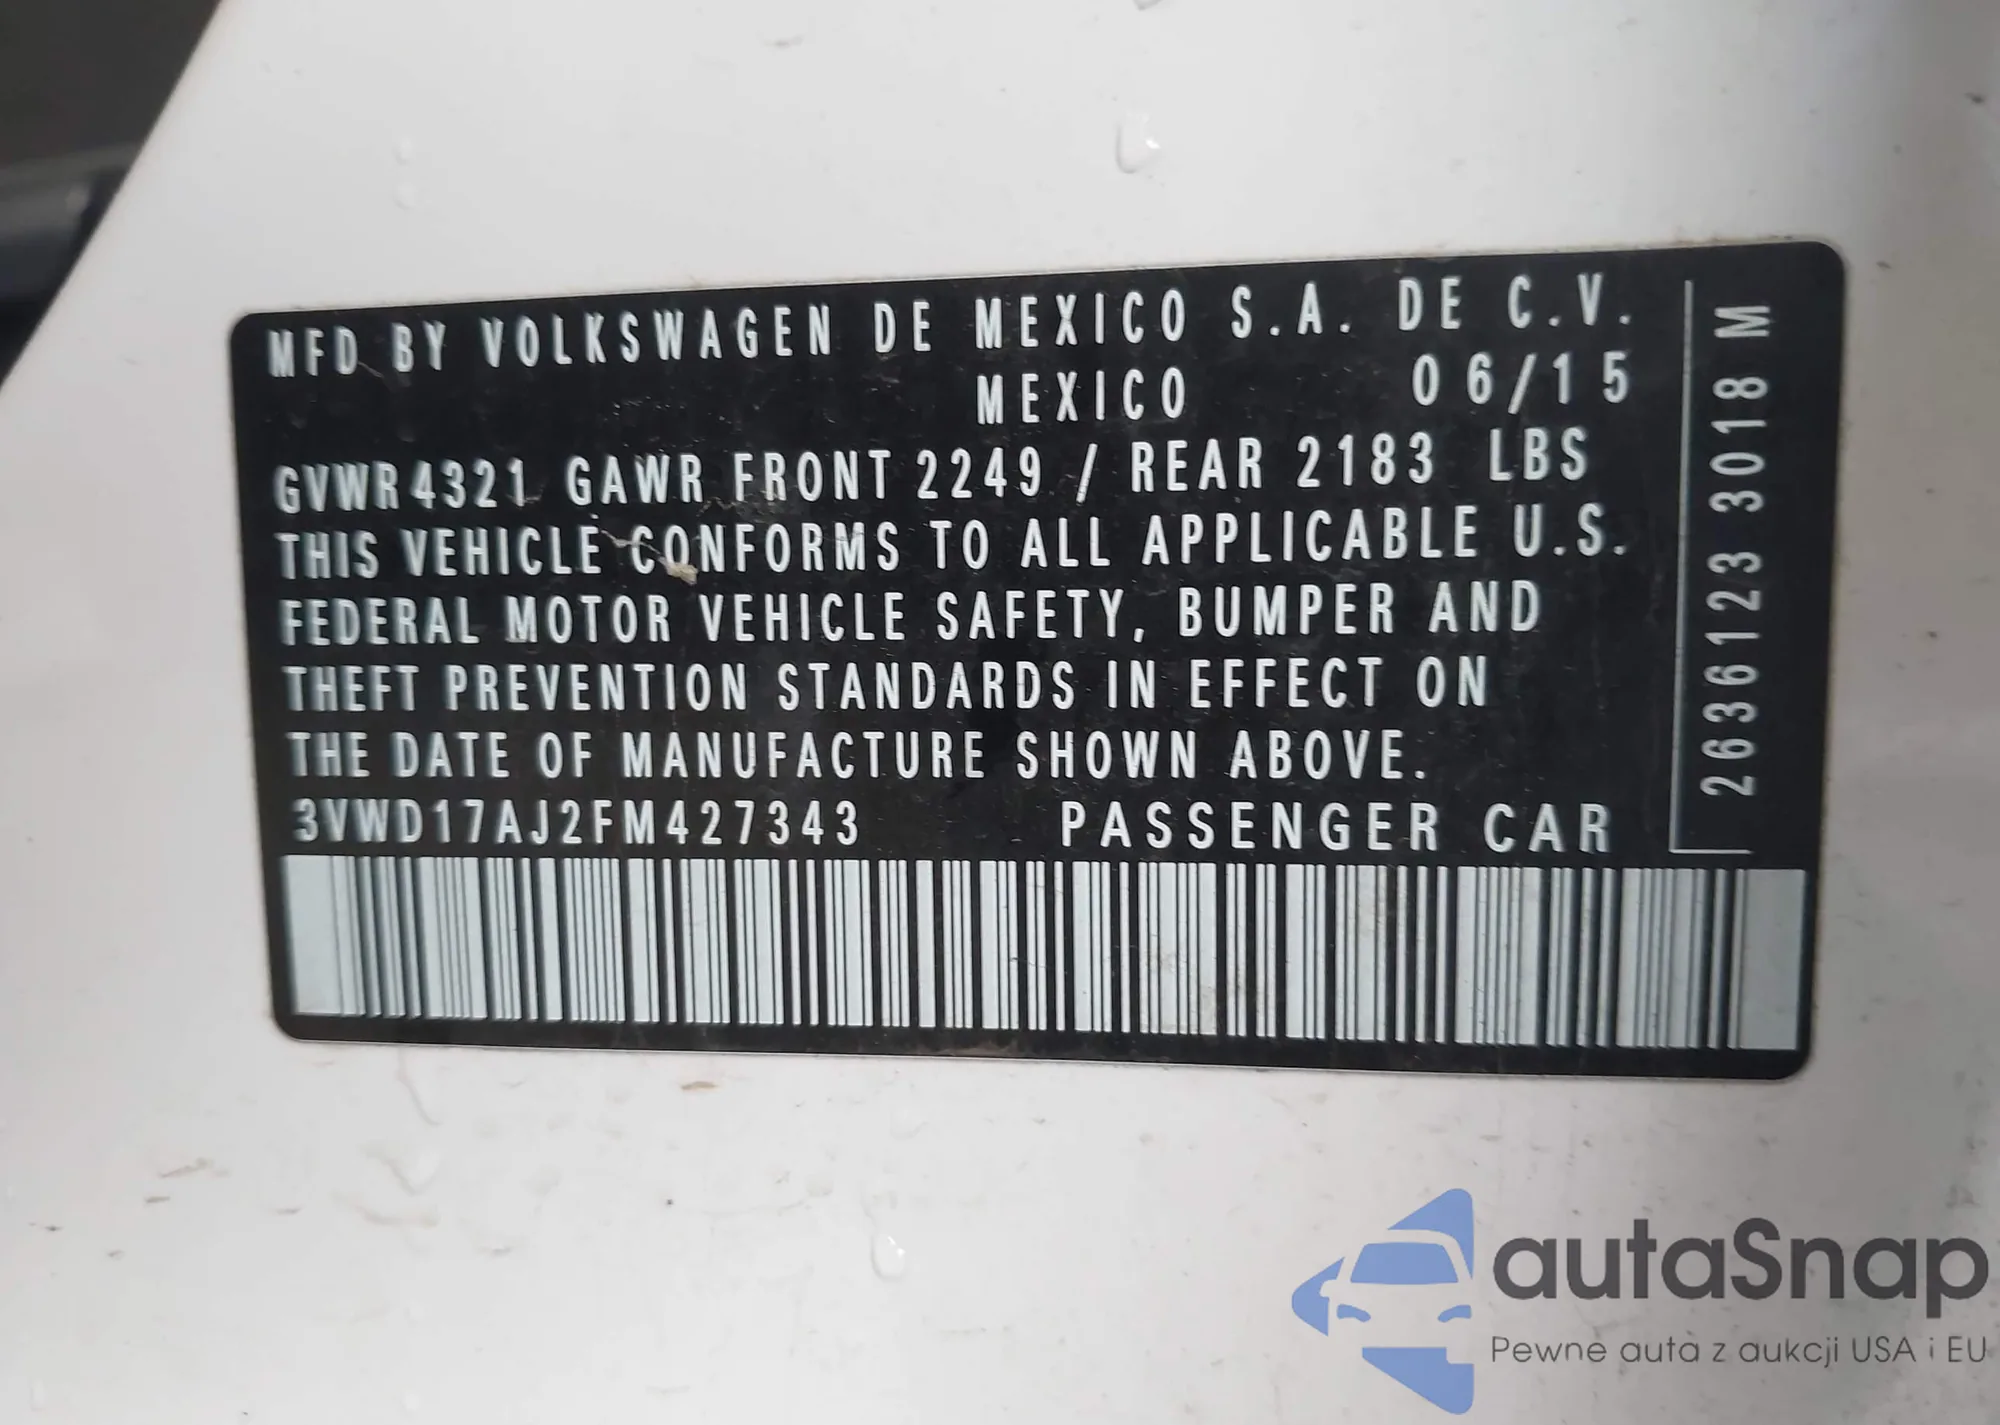 MFD BY VOLKSWAGEN DE MEXICO S.A. DE C.V.
MEXICO 06/15
GVWR 4321 GAWR FRONT 2249 / REAR 2183 LBS
THIS VEHICLE CONFORMS TO ALL APPLICABLE U.S.
FEDERAL MOTOR VEHICLE SAFETY, BUMPER AND
THEFT PREVENTION STANDARDS IN EFFECT ON
THE DATE OF MANUFACTURE SHOWN ABOVE.
3VWD17AJ2FM427343 PASSENGER CAR
2636123 3018 M
autaSnap
Pewne auta z aukcji USA i EU